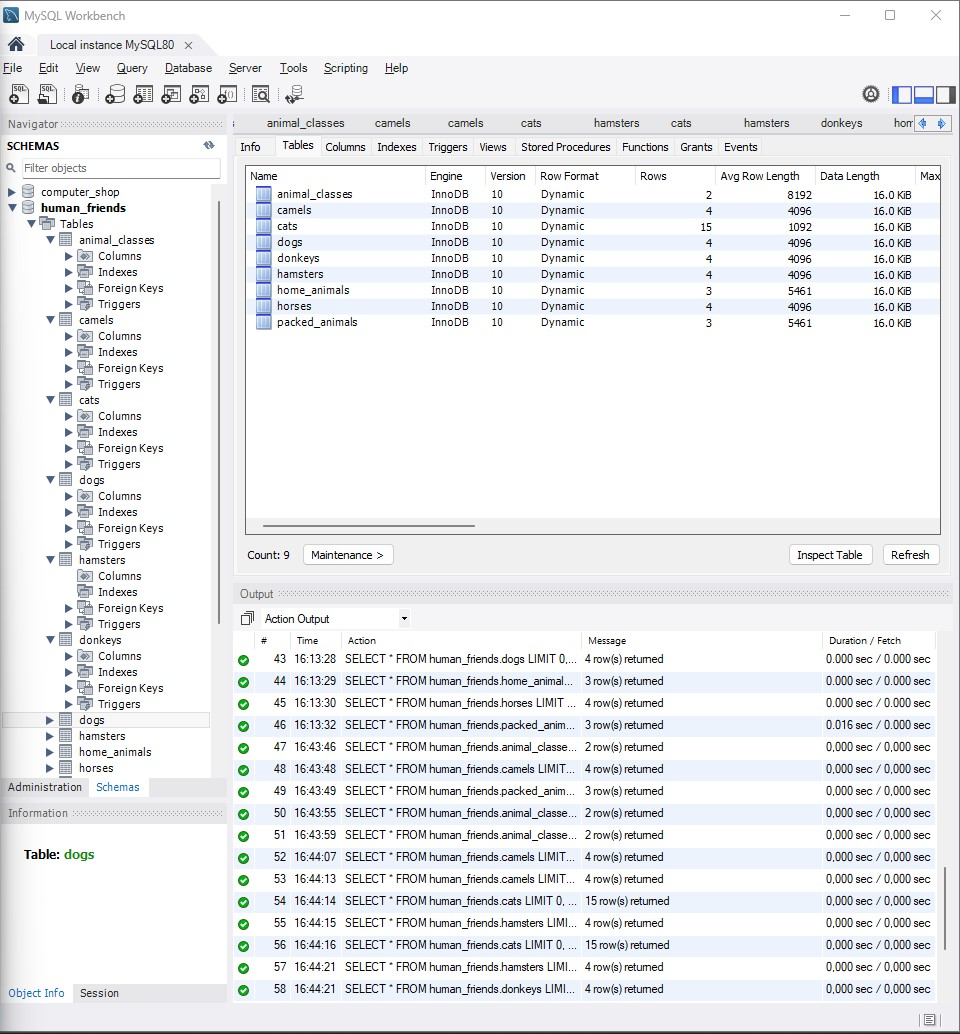 MySQL Workbench
Local instance MySQL80
File Edit View Query Database Server Tools Scripting Help
Navigator
SCHEMAS
Filter objects
computer_shop
human_friends
Tables
animal_classes
Columns
Indexes
Foreign Keys
Triggers
camels
Columns
Indexes
Foreign Keys
Triggers
cats
Columns
Indexes
Foreign Keys
Triggers
dogs
Columns
Indexes
Foreign Keys
Triggers
hamsters
Columns
Indexes
Foreign Keys
Triggers
donkeys
Columns
Indexes
Foreign Keys
Triggers
dogs
hamsters
home_animals
horses
Administration Schemas
Information
Table: dogs
Object Info Session
animal_classes camels camels cats hamsters cats hamsters donkeys hom
Info Tables Columns Indexes Triggers Views Stored Procedures Functions Grants Events
Name Engine Version Row Format Rows Avg Row Length Data Length Max
animal_classes InnoDB 10 Dynamic 2 8192 16.0 KiB
camels InnoDB 10 Dynamic 4 4096 16.0 KiB
cats InnoDB 10 Dynamic 15 1092 16.0 KiB
dogs InnoDB 10 Dynamic 4 4096 16.0 KiB
donkeys InnoDB 10 Dynamic 4 4096 16.0 KiB
hamsters InnoDB 10 Dynamic 4 4096 16.0 KiB
home_animals InnoDB 10 Dynamic 3 5461 16.0 KiB
horses InnoDB 10 Dynamic 4 4096 16.0 KiB
packed_animals InnoDB 10 Dynamic 3 5461 16.0 KiB
Count: 9 Maintenance > Inspect Table Refresh
Output
Action Output
# Time Action Message Duration / Fetch
43 16:13:28 SELECT * FROM human_friends.dogs LIMIT 0,... 4 row(s) returned 0.000 sec / 0.000 sec
44 16:13:29 SELECT * FROM human_friends.home_animal... 3 row(s) returned 0.000 sec / 0.000 sec
45 16:13:30 SELECT * FROM human_friends.horses LIMIT ... 4 row(s) returned 0.000 sec / 0.000 sec
46 16:13:32 SELECT * FROM human_friends.packed_anim... 3 row(s) returned 0.016 sec / 0.000 sec
47 16:43:46 SELECT * FROM human_friends.animal_classe... 2 row(s) returned 0,000 sec / 0,000 sec
48 16:43:48 SELECT * FROM human_friends.camels LIMIT... 4 row(s) returned 0,000 sec / 0,000 sec
49 16:43:49 SELECT * FROM human_friends.packed_anim... 3 row(s) returned 0,000 sec / 0,000 sec
50 16:43:55 SELECT * FROM human_friends.animal_classe... 2 row(s) returned 0,000 sec / 0,000 sec
51 16:43:59 SELECT * FROM human_friends.animal_classe... 2 row(s) returned 0,000 sec / 0,000 sec
52 16:44:07 SELECT * FROM human_friends.camels LIMIT... 4 row(s) returned 0,000 sec / 0,000 sec
53 16:44:13 SELECT * FROM human_friends.camels LIMIT... 4 row(s) returned 0,000 sec / 0,000 sec
54 16:44:14 SELECT * FROM human_friends.cats LIMIT 0, ... 15 row(s) returned 0,000 sec / 0,000 sec
55 16:44:15 SELECT * FROM human_friends.hamsters LIMI... 4 row(s) returned 0,000 sec / 0,000 sec
56 16:44:16 SELECT * FROM human_friends.cats LIMIT 0, ... 15 row(s) returned 0,000 sec / 0,000 sec
57 16:44:21 SELECT * FROM human_friends.hamsters LIMI... 4 row(s) returned 0,000 sec / 0,000 sec
58 16:44:21 SELECT * FROM human_friends.donkeys LIMI... 4 row(s) returned 0,000 sec / 0,000 sec